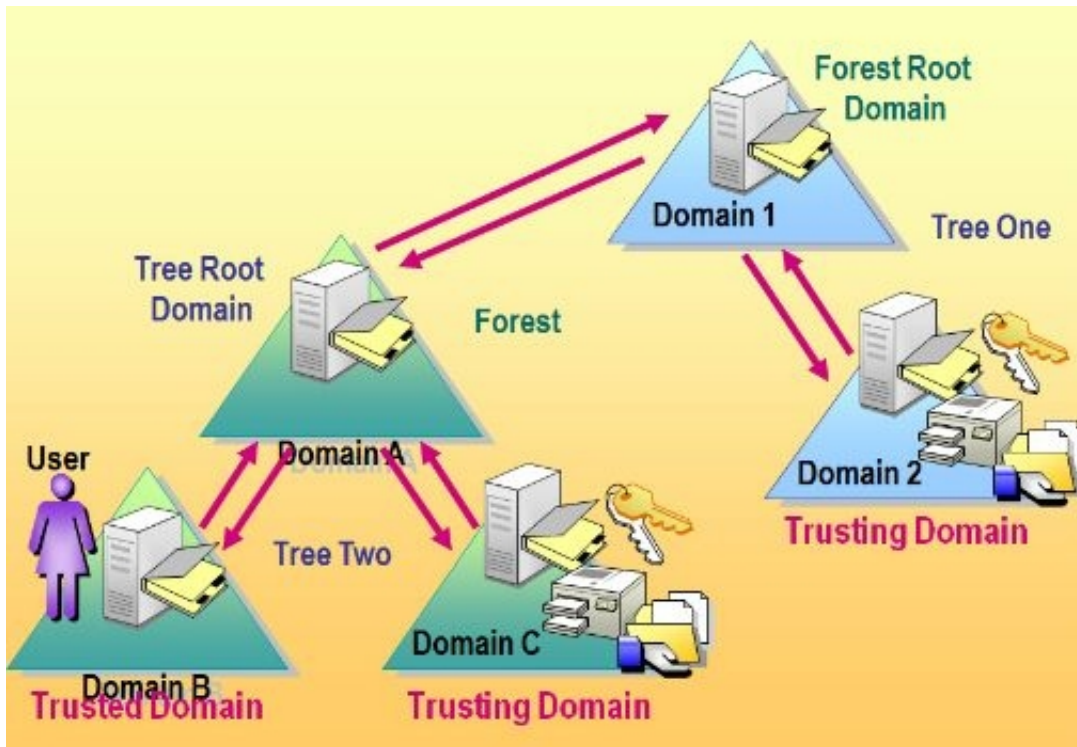 Forest Root
Domain
Domain 1
Tree One
Tree Root
Domain
Forest
Domain A
User
Domain 2
Trusting Domain
Tree Two
Domain C
Domain B
Trusted Domain
Trusting Domain